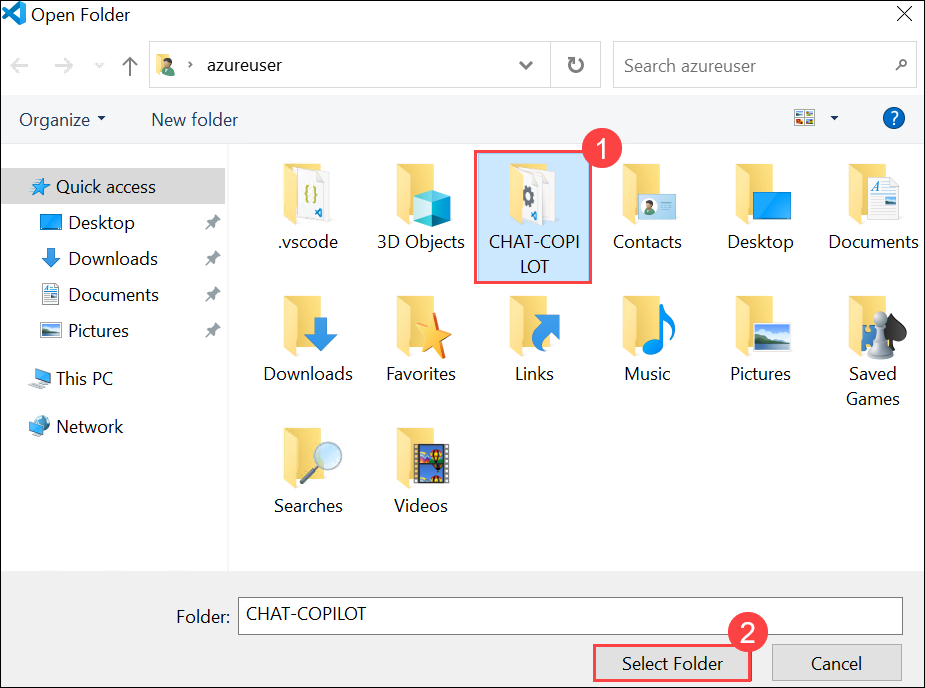 Open Folder
azureuser
Search azureuser
Organize
New folder
?
1
Quick access
Desktop
Downloads
Documents
Pictures
This PC
Network
.vscode
3D Objects
CHAT-COPI
LOT
Contacts
Desktop
Documents
Downloads
Favorites
Links
Music
Pictures
Saved
Games
Searches
Videos
Folder:
CHAT-COPILOT
2
Select Folder
Cancel